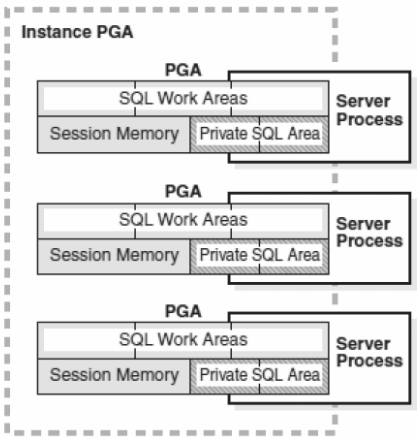 Instance PGA
PGA
SQL Work Areas
Server
Process
Session Memory
Private SQL Area
PGA
SQL Work Areas
Server
Process
Session Memory
Private SQL Area
PGA
SQL Work Areas
Server
Process
Session Memory
Private SQL Area